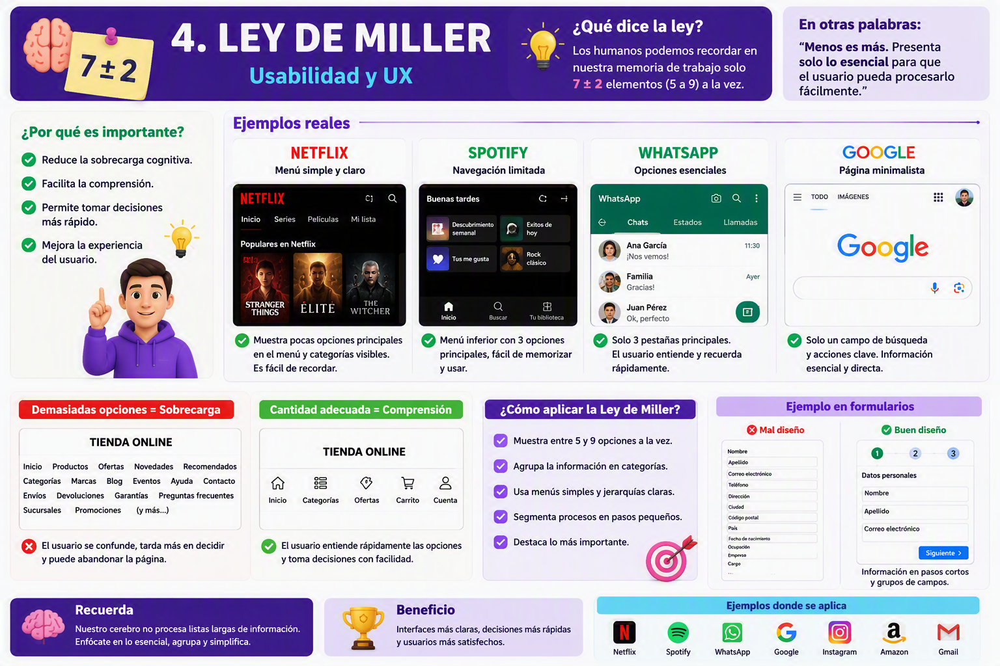 7 ± 2
4. LEY DE MILLER
Usabilidad y UX
¿Qué dice la ley?
Los humanos podemos recordar en
nuestra memoria de trabajo solo
7 ± 2 elementos (5 a 9) a la vez.
En otras palabras:
“Menos es más. Presenta
solo lo esencial para que
el usuario pueda procesarlo
fácilmente.”
¿Por qué es importante?
Reduce la sobrecarga cognitiva.
Facilita la comprensión.
Permite tomar decisiones
más rápido.
Mejora la experiencia
del usuario.
Ejemplos reales
NETFLIX
Menú simple y claro
NETFLIX
Inicio Series Películas Mi lista
Populares en Netflix
STRANGER
THINGS
ÉLITE
THE
WITCHER
Muestra pocas opciones principales
en el menú y categorías visibles.
Es fácil de recordar.
SPOTIFY
Navegación limitada
Buenas tardes
Descubrimiento
semanal
Exitos de
hoy
Tus me gusta
Rock
clásico
Inicio Buscar Tu biblioteca
Menú inferior con 3 opciones
principales, fácil de memorizar
y usar.
WHATSAPP
Opciones esenciales
WhatsApp
Chats Estados Llamadas
Ana García 11:30
¡Nos vemos!
Familia Ayer
Gracias!
Juan Pérez
Ok, perfecto
Solo 3 pestañas principales.
El usuario entiende y recuerda
rápidamente.
GOOGLE
Página minimalista
TODO IMÁGENES
Google
Solo un campo de búsqueda
y acciones clave. Información
esencial y directa.
Demasiadas opciones = Sobrecarga
TIENDA ONLINE
Inicio Productos Ofertas Novedades Recomendados
Categorías Marcas Blog Eventos Ayuda Contacto
Envíos Devoluciones Garantías Preguntas frecuentes
Sucursales Promociones (y más...)
El usuario se confunde, tarda más en decidir
y puede abandonar la página.
Cantidad adecuada = Comprensión
TIENDA ONLINE
Inicio Categorías Ofertas Carrito Cuenta
El usuario entiende rápidamente las opciones
y toma decisiones con facilidad.
¿Cómo aplicar la Ley de Miller?
Muestra entre 5 y 9 opciones a la vez.
Agrupa la información en categorías.
Usa menús simples y jerarquías claras.
Segmenta procesos en pasos pequeños.
Destaca lo más importante.
Ejemplo en formularios
Mal diseño
Nombre
Apellido
Correo electrónico
Teléfono
Dirección
Ciudad
Código postal
País
Fecha de nacimiento
Ocupación
Empresa
Cargo
Buen diseño
1 2 3
Datos personales
Nombre
Apellido
Correo electrónico
Siguiente >
Información en pasos cortos
y grupos de campos.
Recuerda
Nuestro cerebro no procesa listas largas de información.
Enfócate en lo esencial, agrupa y simplifica.
Beneficio
Interfaces más claras, decisiones más rápidas
y usuarios más satisfechos.
Ejemplos donde se aplica
N
G
a
Netflix Spotify WhatsApp Google Instagram Amazon Gmail